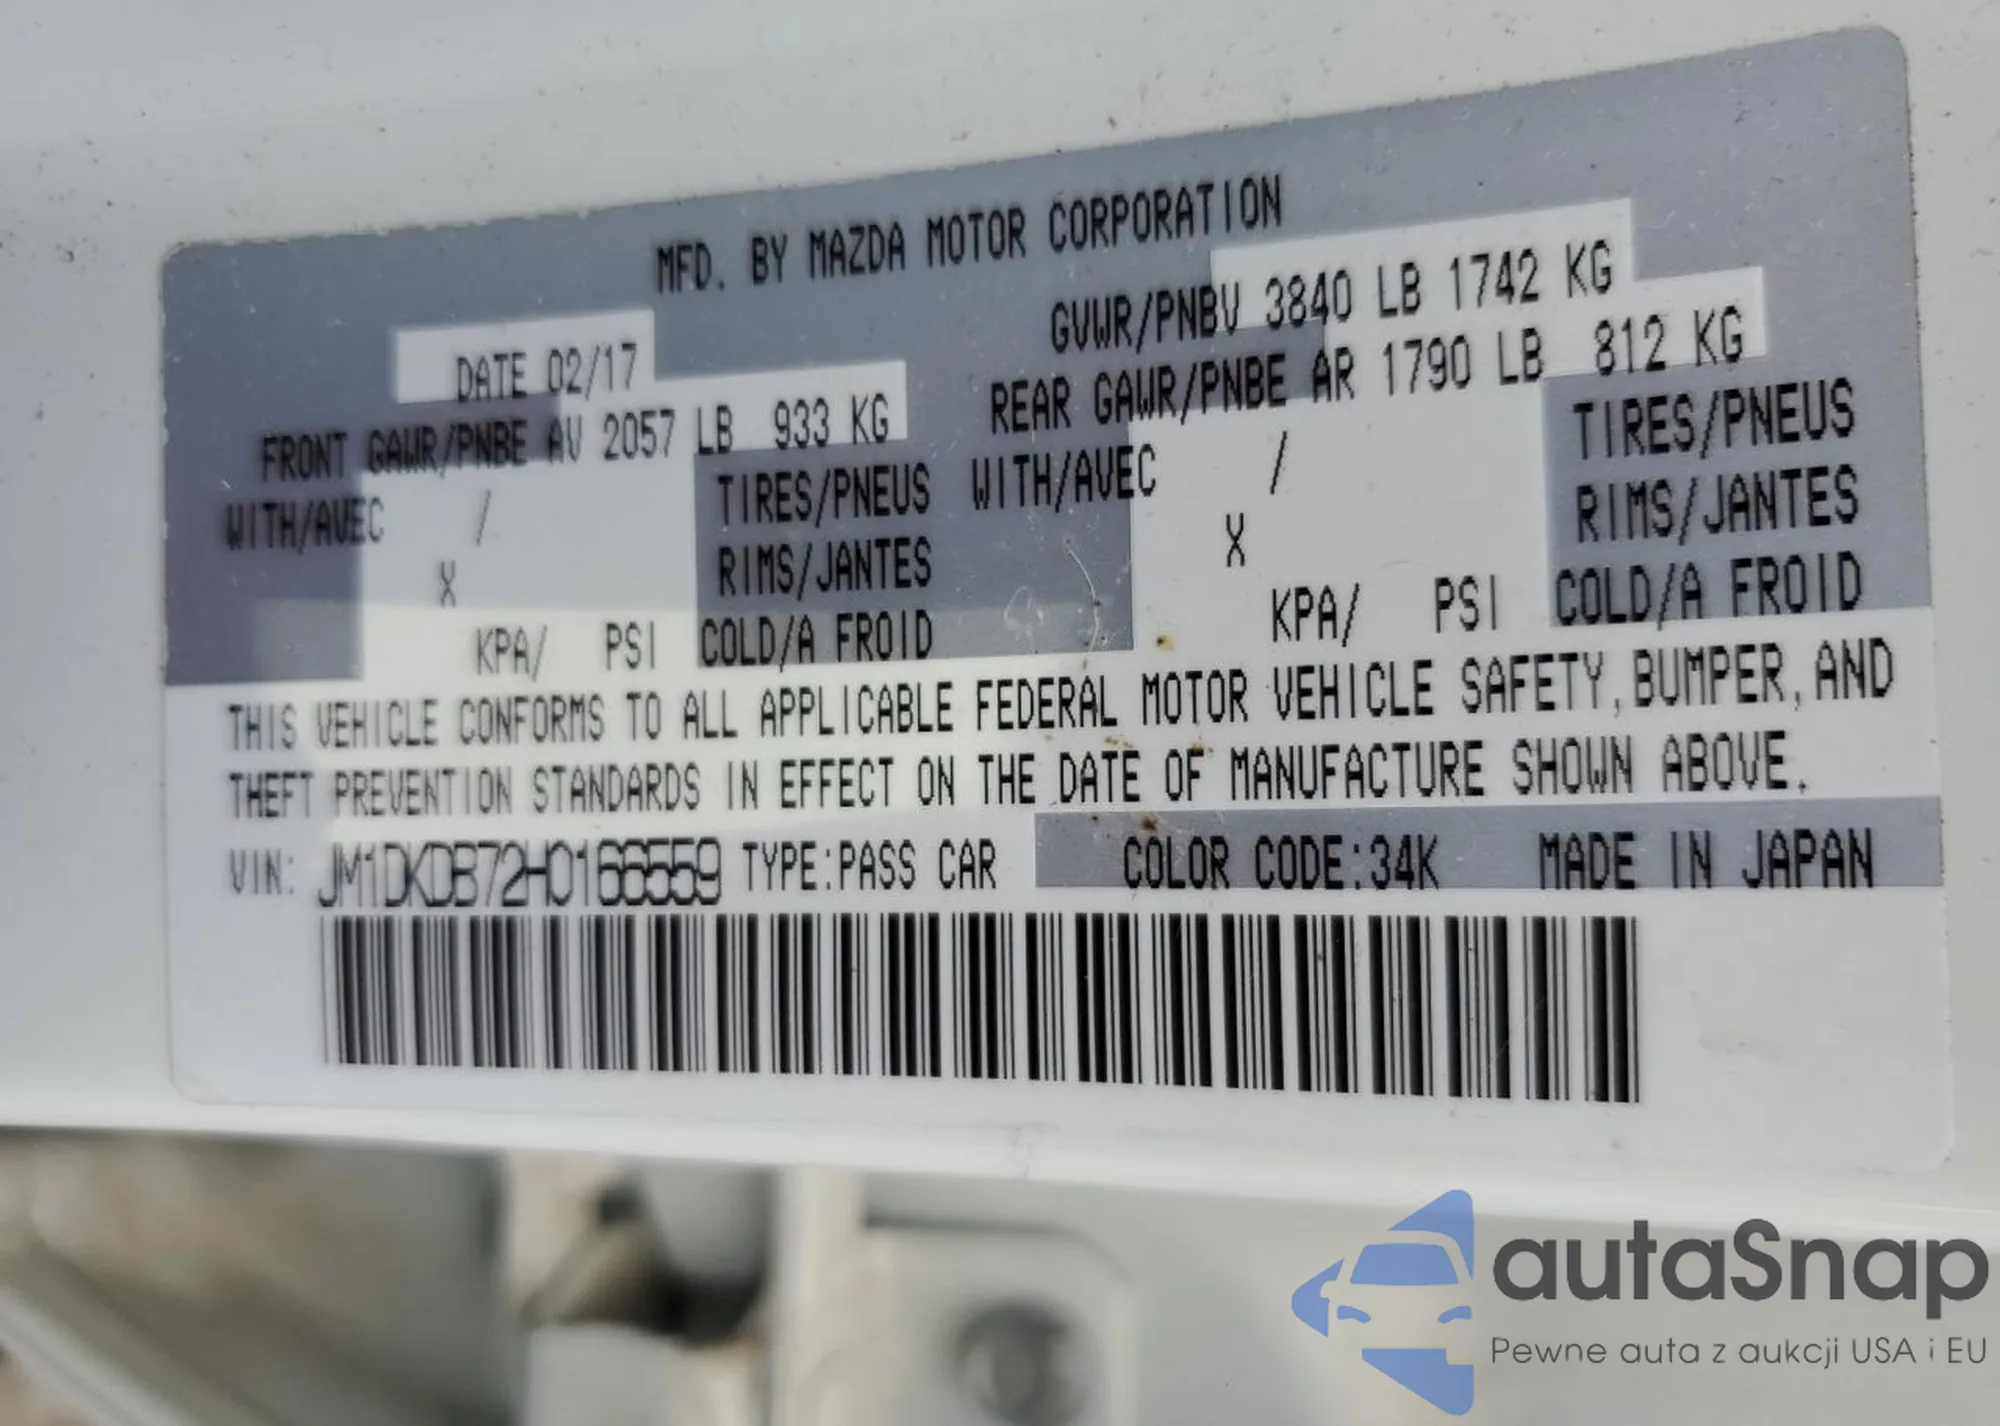 MFD. BY MAZDA MOTOR CORPORATION
DATE 02/17 GVWR/PNBV 3840 LB 1742 KG
FRONT GAWR/PNBE AV 2057 LB 933 KG REAR GAWR/PNBE AR 1790 LB 812 KG
WITH/AVEC / TIRES/PNEUS WITH/AVEC / TIRES/PNEUS
X RIMS/JANTES X RIMS/JANTES
KPA/ PSI COLD/A FROID KPA/ PSI COLD/A FROID
THIS VEHICLE CONFORMS TO ALL APPLICABLE FEDERAL MOTOR VEHICLE SAFETY, BUMPER, AND
THEFT PREVENTION STANDARDS IN EFFECT ON THE DATE OF MANUFACTURE SHOWN ABOVE.
VIN: JM1DKDB72H0166559 TYPE:PASS CAR COLOR CODE:34K MADE IN JAPAN
autaSnap
Pewne auta z aukcji USA i EU